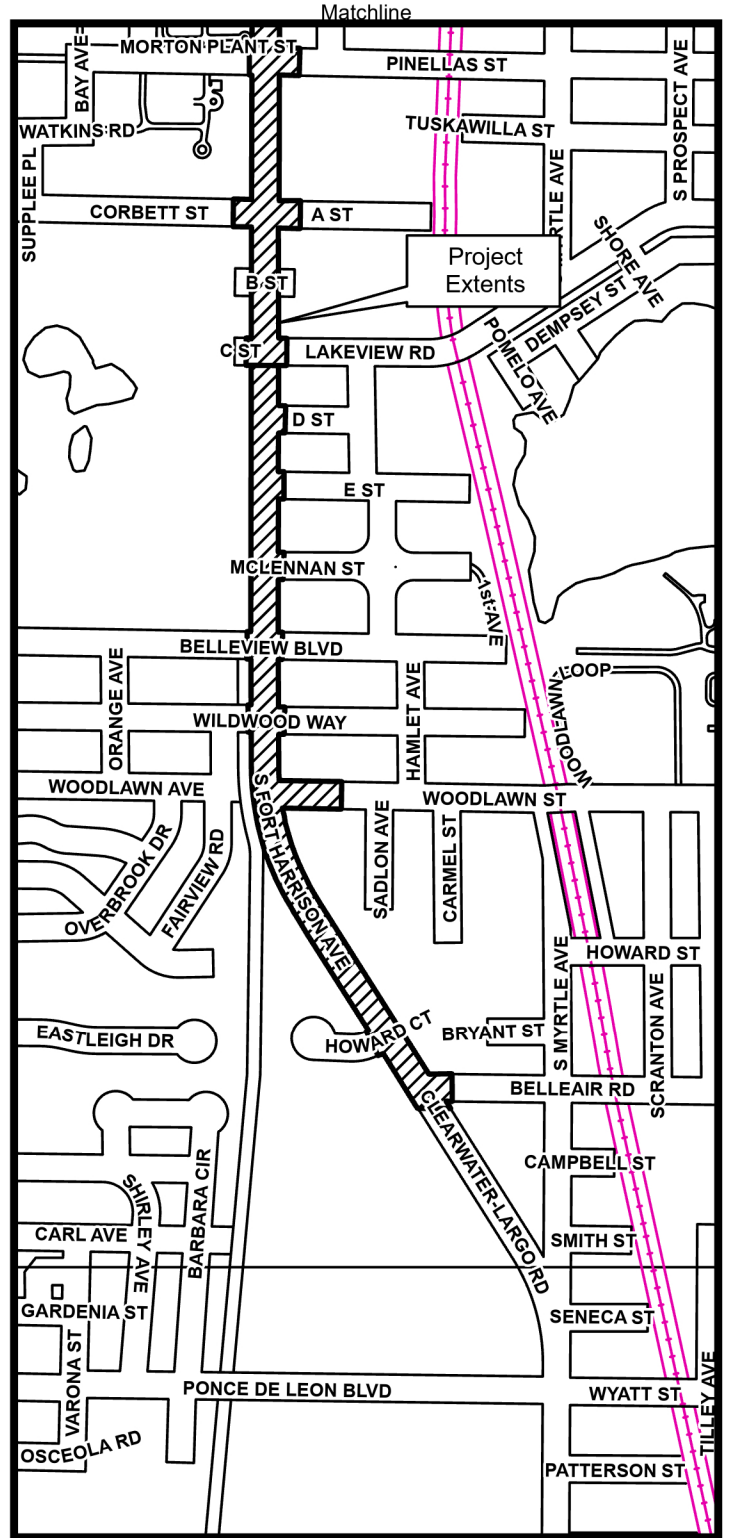 Matchline
MORTON PLANT ST
PINELLAS ST
BAY AVE
S PROSPECT AVE
WATKINS RD
TUSKAWILLA ST
SUPPLEE PL
RTLE AVE
CORBETT ST
A ST
SHORE AVE
Project
Extents
B ST
DEMPSEY ST
C ST
LAKEVIEW RD
POMELO AVE
D ST
E ST
MCLENNAN ST
1st AVE
BELLEVIEW BLVD
ORANGE AVE
HAMLET AVE
WOODLAWN LOOP
WILDWOOD WAY
WOODLAWN AVE
WOODLAWN ST
S FORT HARRISON AVE
SADLON AVE
CARMEL ST
OVERBROOK DR
FAIRVIEW RD
HOWARD ST
S MYRTLE AVE
SCRANTON AVE
EASTLEIGH DR
HOWARD CT
BRYANT ST
BELLEAIR RD
CLEARWATER-LARGO RD
CAMPBELL ST
SHIRLEY AVE
BARBARA CIR
CARL AVE
SMITH ST
GARDENIA ST
SENECA ST
VARONA ST
TILLEY AVE
PONCE DE LEON BLVD
WYATT ST
OSCEOLA RD
PATTERSON ST